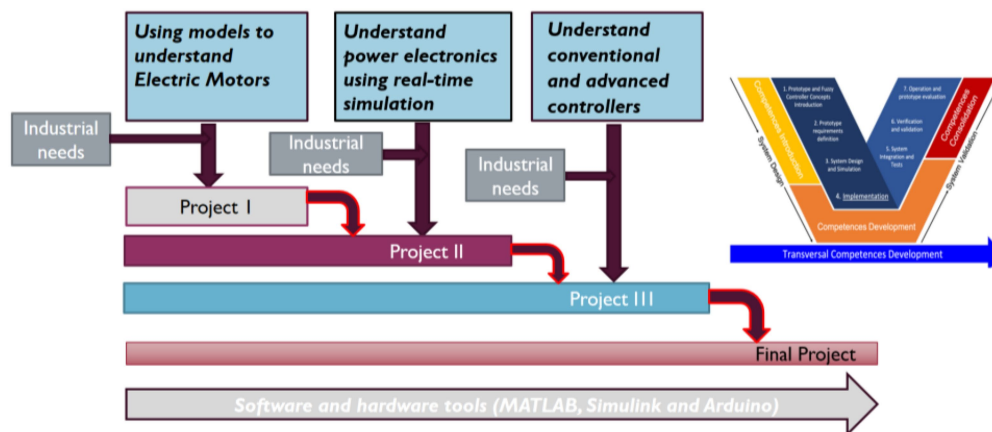 Using models to
understand
Electric Motors
Understand
power electronics
using real-time
simulation
Understand
conventional
and advanced
controllers
Industrial
needs
Industrial
needs
Industrial
needs
Project I
Project II
Project III
Final Project
Software and hardware tools (MATLAB, Simulink and Arduino)
Competences Introduction
System Design
1. Prototype and Fuzzy
Controller Concepts
Introduction
2. Prototype
requirements
definition
3. System Design
and Simulation
4. Implementation
5. System
Integration and
Tests
6. Verification
and validation
7. Operation and
prototype evaluation
Competences
Consolidation
System Validation
Competences Development
Transversal Competences Development